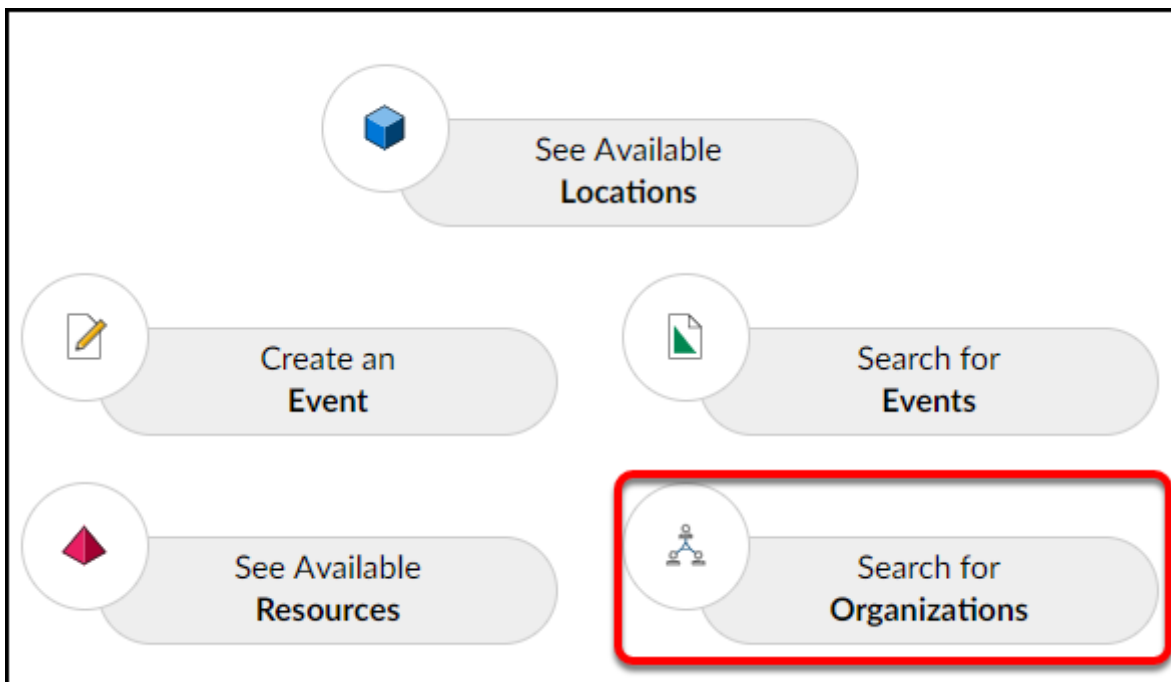 See Available
Locations
Create an
Event
Search for
Events
See Available
Resources
Search for
Organizations